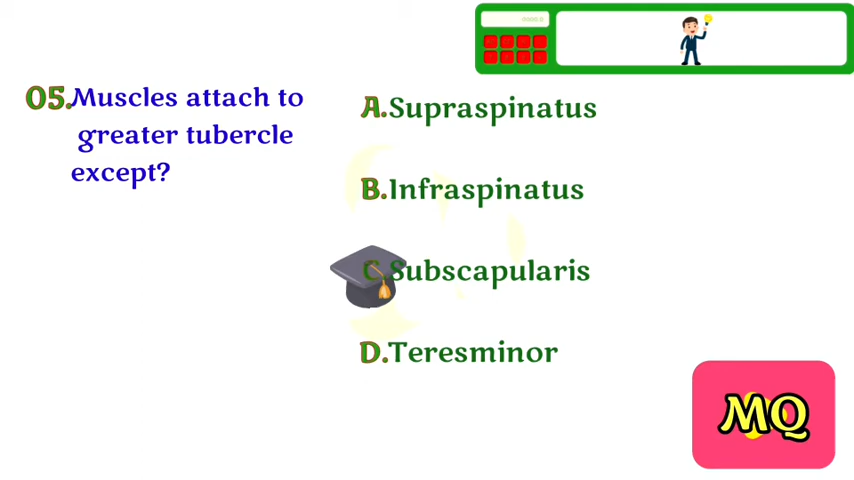 05.Muscles attach to
greater tubercle
except?
A.Supraspinatus
B.Infraspinatus
C.Subscapularis
D.Teresminor
MQ